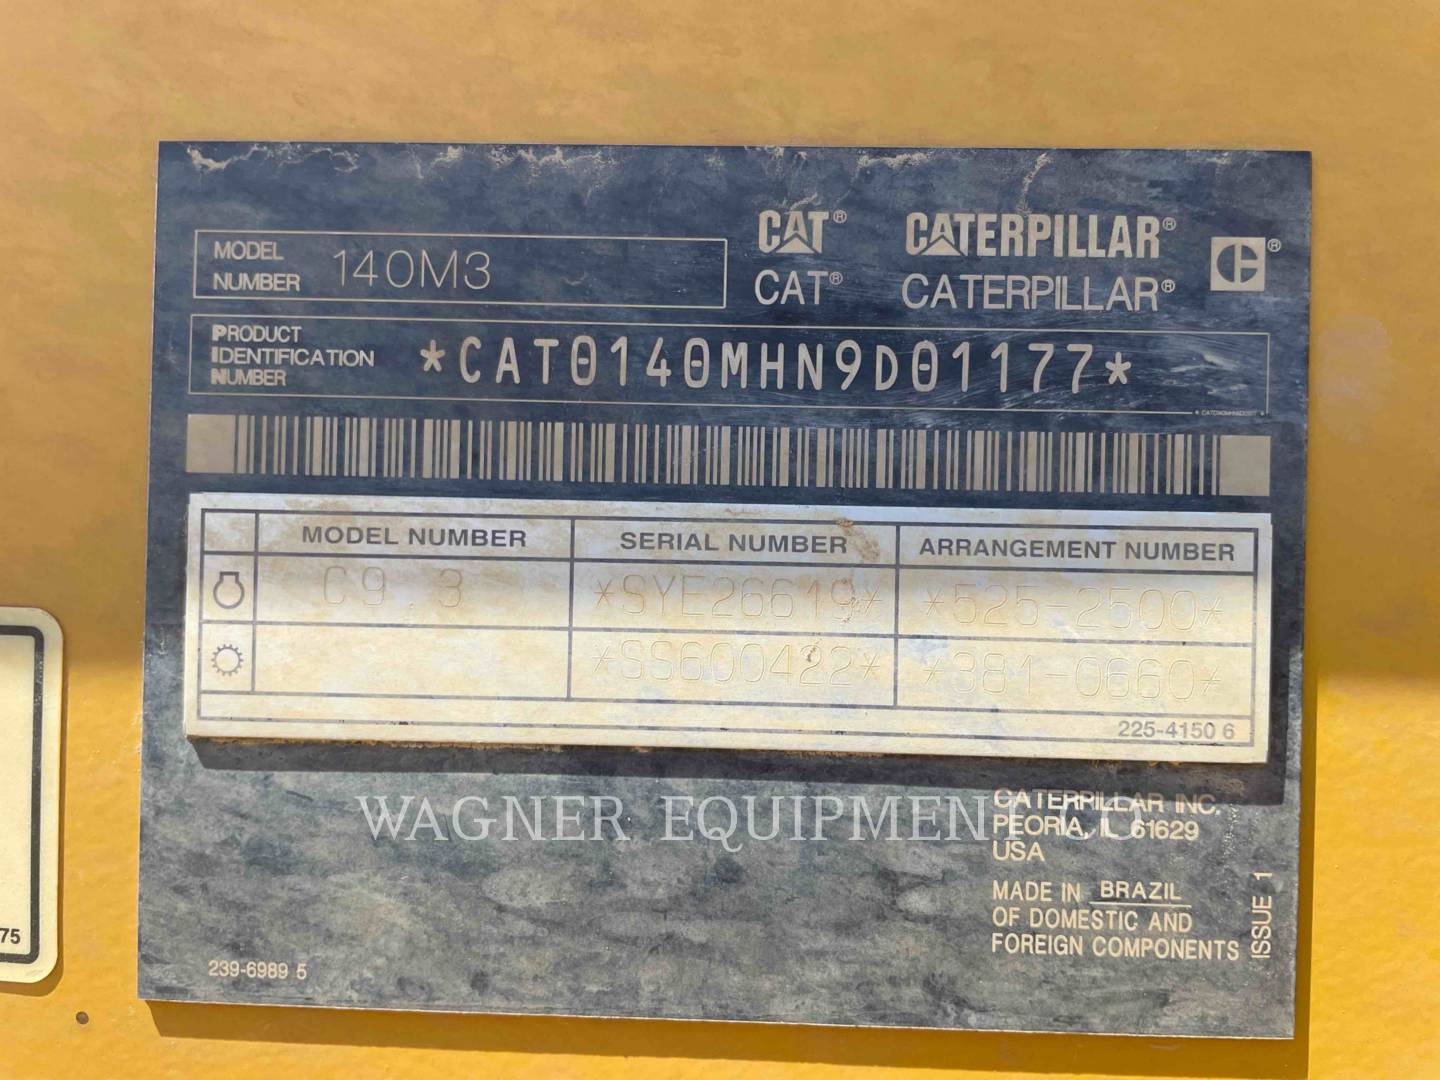 MODEL NUMBER 140M3
CAT® CATERPILLAR®
CAT® CATERPILLAR®
PRODUCT IDENTIFICATION NUMBER *CAT0140MHN9D01177*
MODEL NUMBER SERIAL NUMBER ARRANGEMENT NUMBER
C9.3 *SYE26619* *525-2500*
*SS600422* *381-0660*
225-4150 6
WAGNER EQUIPMENT CO
CATERPILLAR INC.
PEORIA, IL 61629
USA
MADE IN BRAZIL
OF DOMESTIC AND
FOREIGN COMPONENTS
ISSUE 1
239-6989 5
75